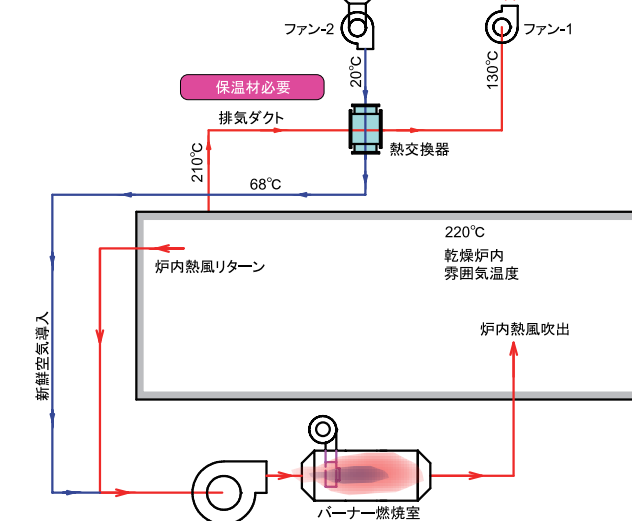 ファン-2
ファン-1
20℃
130℃
保温材必要
排気ダクト
熱交換器
210℃
68℃
220℃
乾燥炉内
雰囲気温度
炉内熱風リターン
炉内熱風吹出
新鮮空気導入
バーナー燃焼室